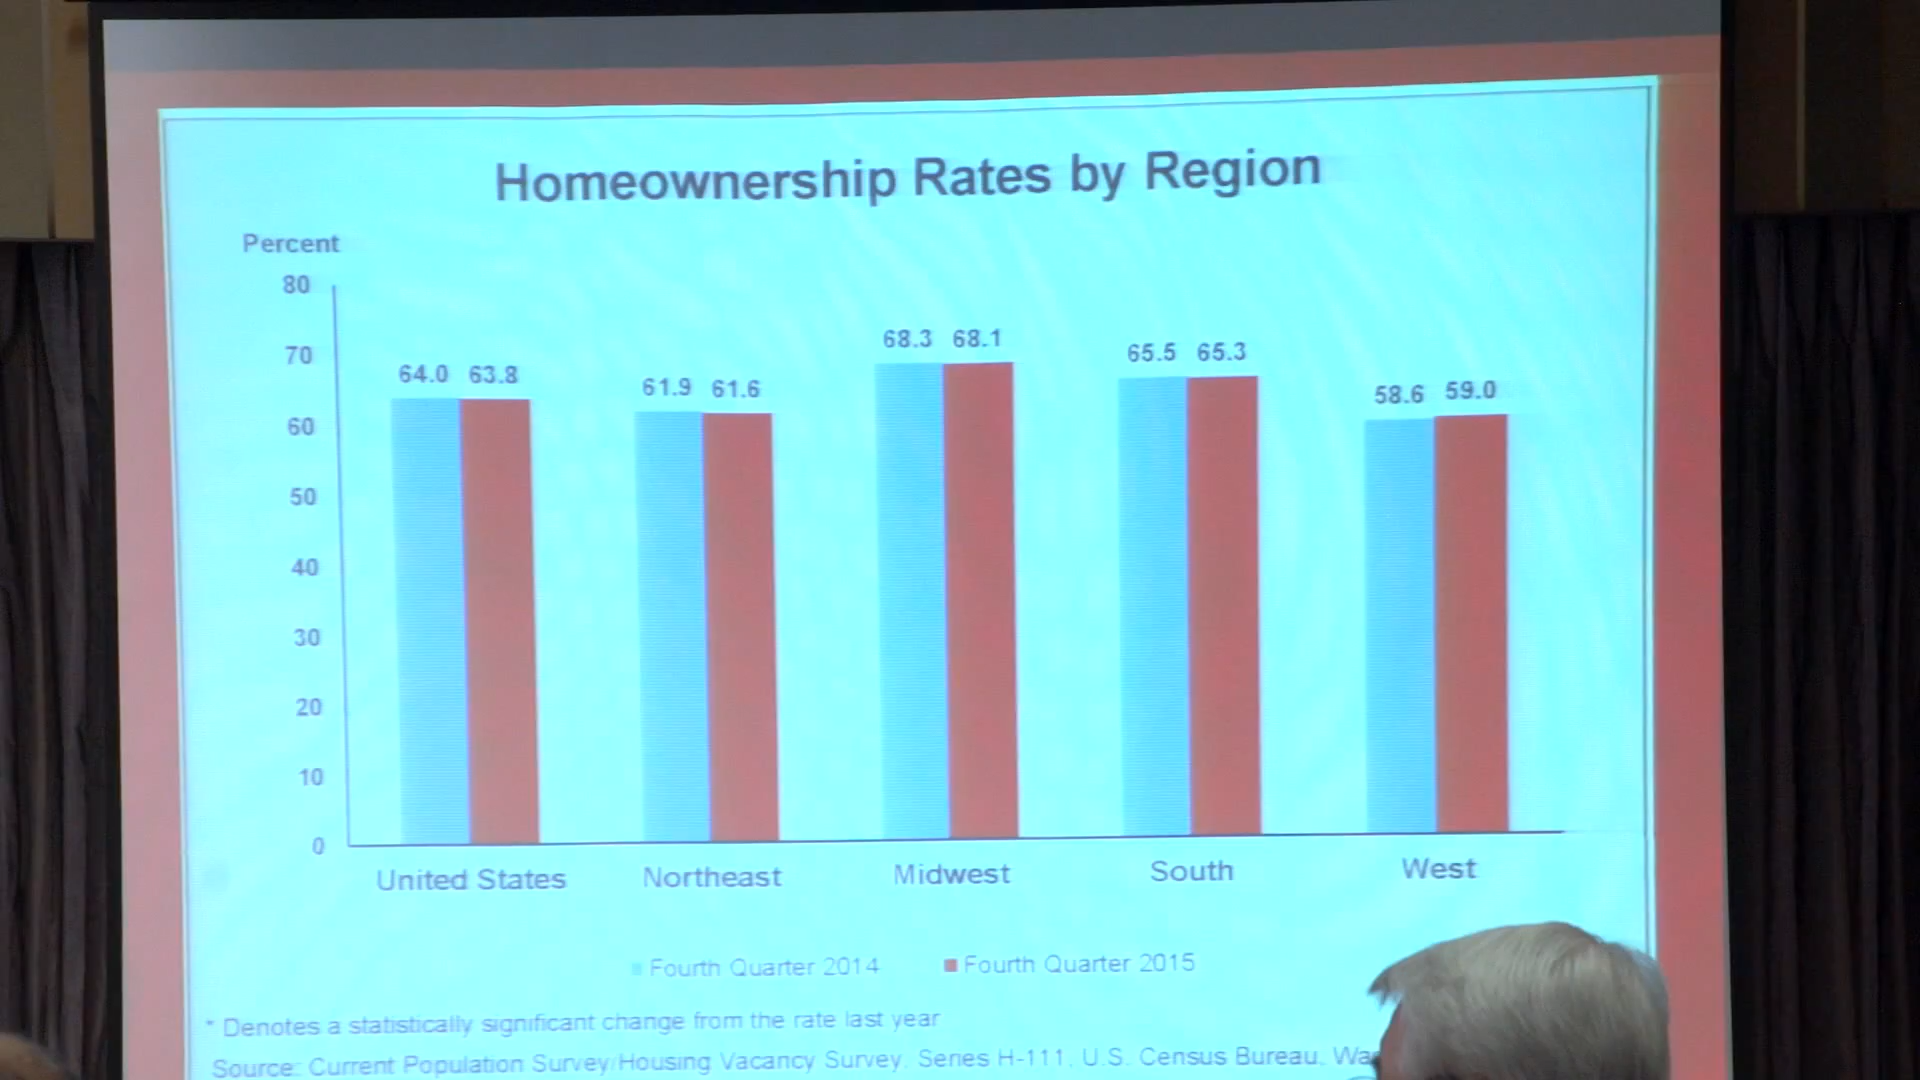 Homeownership Rates by Region
Percent
80
70
60
50
40
30
20
10
0
64.0 63.8
61.9 61.6
68.3 68.1
65.5 65.3
58.6 59.0
United States
Northeast
Midwest
South
West
Fourth Quarter 2014
Fourth Quarter 2015
* Denotes a statistically significant change from the rate last year
Source: Current Population Survey/Housing Vacancy Survey, Series H-111, U.S. Census Bureau,